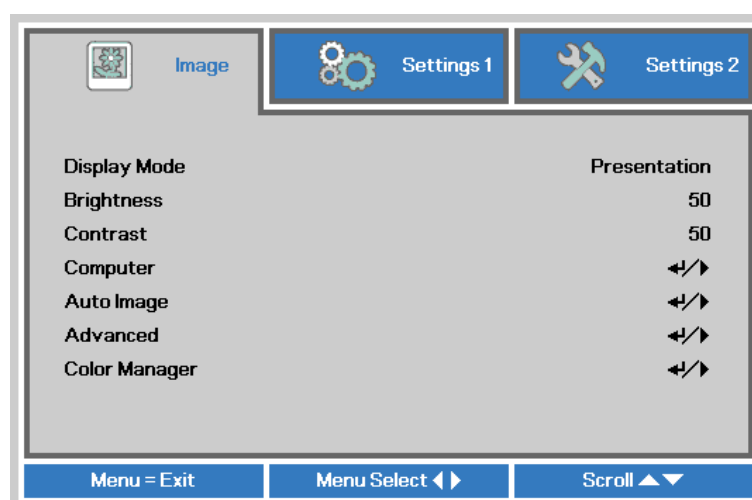 Image Settings 1 Settings 2
Display Mode Presentation
Brightness 50
Contrast 50
Computer ↵/▶
Auto Image ↵/▶
Advanced ↵/▶
Color Manager ↵/▶
Menu = Exit Menu Select ◀▶ Scroll ▲▼